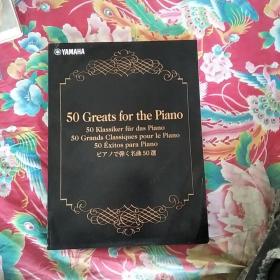 YAMAHA
50 Greats for the Piano
50 Klassiker für das Piano
50 Grands Classiques pour le Piano
50 Éxitos para Piano
ピアノで弾く名曲50選